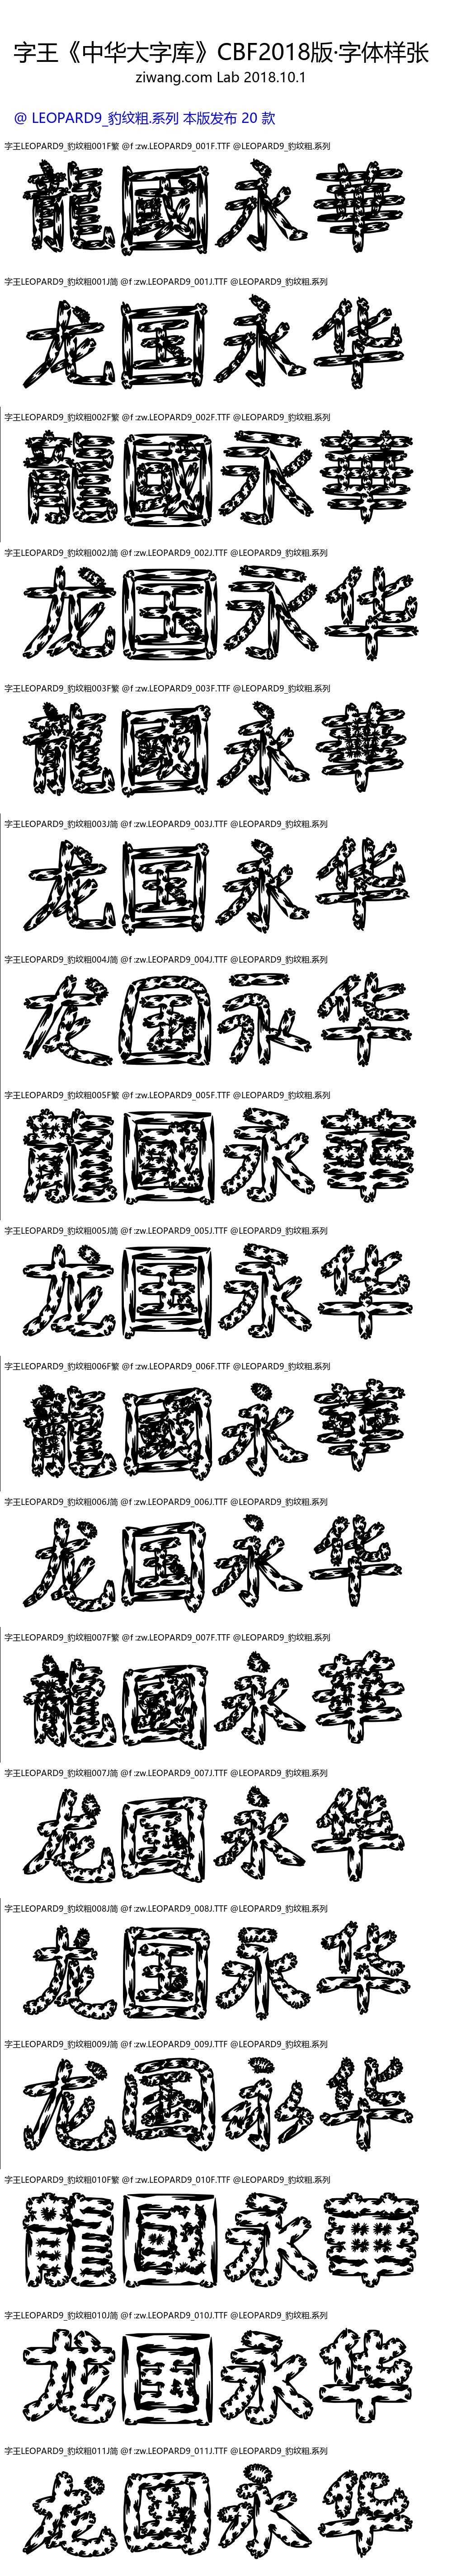 字王《中华大字库》CBF2018版·字体样张
ziwang.com Lab 2018.10.1
@ LEOPARD9_豹纹粗.系列 本版发布 20 款
字王LEOPARD9_豹纹粗001F繁 @f :zw.LEOPARD9_001F.TTF @LEOPARD9_豹纹粗.系列
龍國永華
字王LEOPARD9_豹纹粗001J简 @f :zw.LEOPARD9_001J.TTF @LEOPARD9_豹纹粗.系列
龙国永华
字王LEOPARD9_豹纹粗002F繁 @f :zw.LEOPARD9_002F.TTF @LEOPARD9_豹纹粗.系列
龍國永華
字王LEOPARD9_豹纹粗002J简 @f :zw.LEOPARD9_002J.TTF @LEOPARD9_豹纹粗.系列
龙国永华
字王LEOPARD9_豹纹粗003F繁 @f :zw.LEOPARD9_003F.TTF @LEOPARD9_豹纹粗.系列
龍國永華
字王LEOPARD9_豹纹粗003J简 @f :zw.LEOPARD9_003J.TTF @LEOPARD9_豹纹粗.系列
龙国永华
字王LEOPARD9_豹纹粗004J简 @f :zw.LEOPARD9_004J.TTF @LEOPARD9_豹纹粗.系列
龙国永华
字王LEOPARD9_豹纹粗005F繁 @f :zw.LEOPARD9_005F.TTF @LEOPARD9_豹纹粗.系列
龍國永華
字王LEOPARD9_豹纹粗005J简 @f :zw.LEOPARD9_005J.TTF @LEOPARD9_豹纹粗.系列
龙国永华
字王LEOPARD9_豹纹粗006F繁 @f :zw.LEOPARD9_006F.TTF @LEOPARD9_豹纹粗.系列
龍國永華
字王LEOPARD9_豹纹粗006J简 @f :zw.LEOPARD9_006J.TTF @LEOPARD9_豹纹粗.系列
龙国永华
字王LEOPARD9_豹纹粗007F繁 @f :zw.LEOPARD9_007F.TTF @LEOPARD9_豹纹粗.系列
龍國永華
字王LEOPARD9_豹纹粗007J简 @f :zw.LEOPARD9_007J.TTF @LEOPARD9_豹纹粗.系列
龙国永华
字王LEOPARD9_豹纹粗008J简 @f :zw.LEOPARD9_008J.TTF @LEOPARD9_豹纹粗.系列
龙国永华
字王LEOPARD9_豹纹粗009J简 @f :zw.LEOPARD9_009J.TTF @LEOPARD9_豹纹粗.系列
龙国永华
字王LEOPARD9_豹纹粗010F繁 @f :zw.LEOPARD9_010F.TTF @LEOPARD9_豹纹粗.系列
龍國永華
字王LEOPARD9_豹纹粗010J简 @f :zw.LEOPARD9_010J.TTF @LEOPARD9_豹纹粗.系列
龙国永华
字王LEOPARD9_豹纹粗011J简 @f :zw.LEOPARD9_011J.TTF @LEOPARD9_豹纹粗.系列
龙国永华